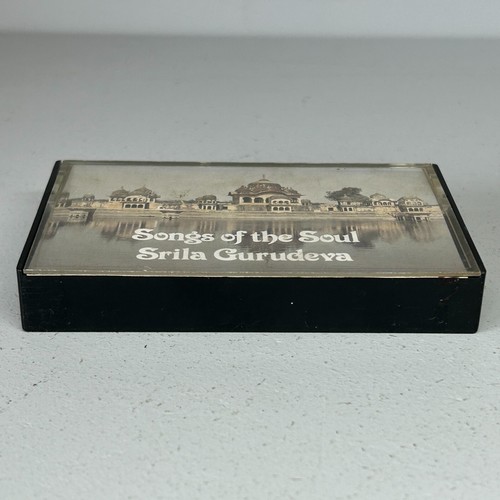 Songs of the Soul
Srila Gurudeva